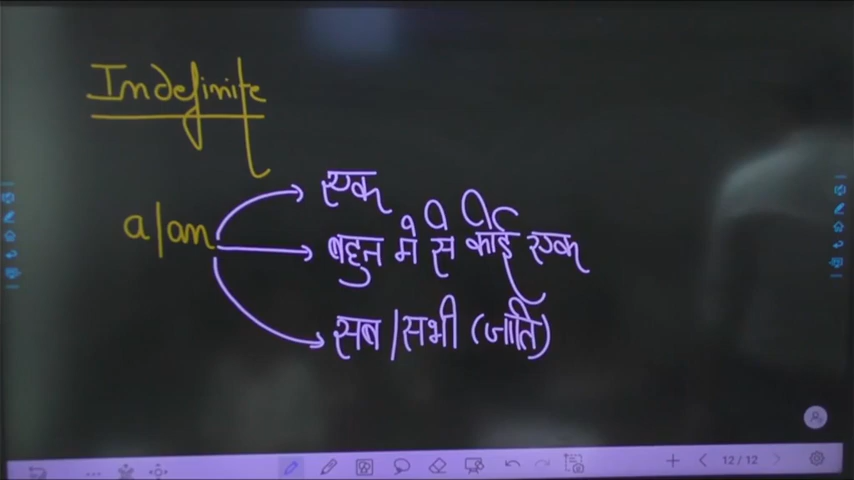 Indefinite
a/an
एक
बहुत मे से कोई एक
सब/सभी (जाति)
12/12